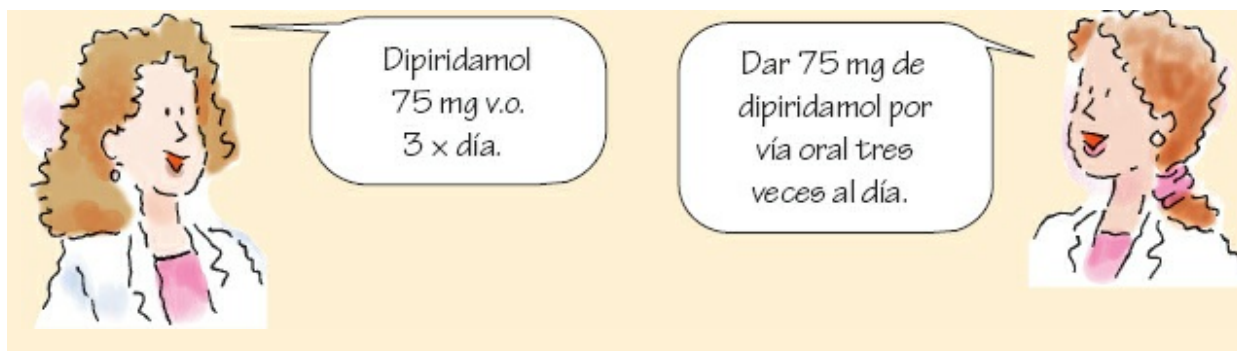 Dipiridamol
75 mg v.o.
3 x día.
Dar 75 mg de
dipiridamol por
vía oral tres
veces al día.